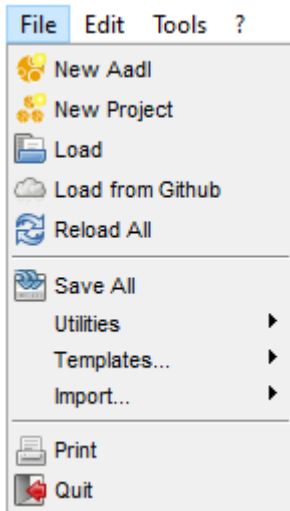 File Edit Tools ?
New Aadl
New Project
Load
Load from Github
Reload All
Save All
Utilities
Templates...
Import...
Print
Quit